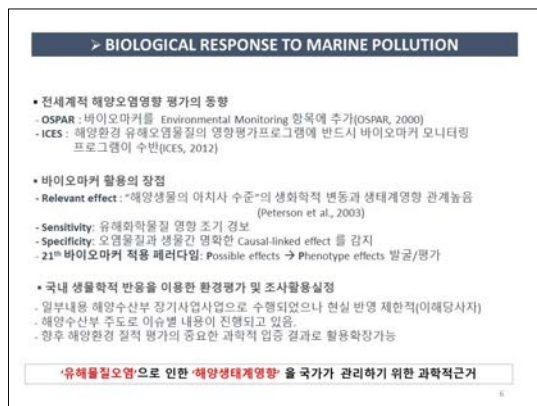 ➢ BIOLOGICAL RESPONSE TO MARINE POLLUTION
▪ 전세계적 해양오염영향 평가의 동향
- OSPAR : 바이오마커를 Environmental Monitoring 항목에 추가(OSPAR, 2000)
- ICES : 해양환경 유해오염물질의 영향평가프로그램에 반드시 바이오마커 모니터링
프로그램이 수반(ICES, 2012)
▪ 바이오마커 활용의 장점
- Relevant effect : "해양생물의 아치사 수준"의 생화학적 변동과 생태계영향 관계높음
(Peterson et al., 2003)
- Sensitivity: 유해화학물질 영향 조기 경보
- Specificity: 오염물질과 생물간 명확한 Causal-linked effect 를 감지
- 21th 바이오마커 적용 페러다임: Possible effects → Phenotype effects 발굴/평가
▪ 국내 생물학적 반응을 이용한 환경평가 및 조사활용실정
- 일부내용 해양수산부 장기사업사업으로 수행되었으나 현실 반영 제한적(이해당사자)
- 해양수산부 주도로 이슈별 내용이 진행되고 있음.
- 향후 해양환경 질적 평가의 중요한 과학적 입증 결과로 활용확장가능
'유해물질오염'으로 인한 '해양생태계영향' 을 국가가 관리하기 위한 과학적근거
6